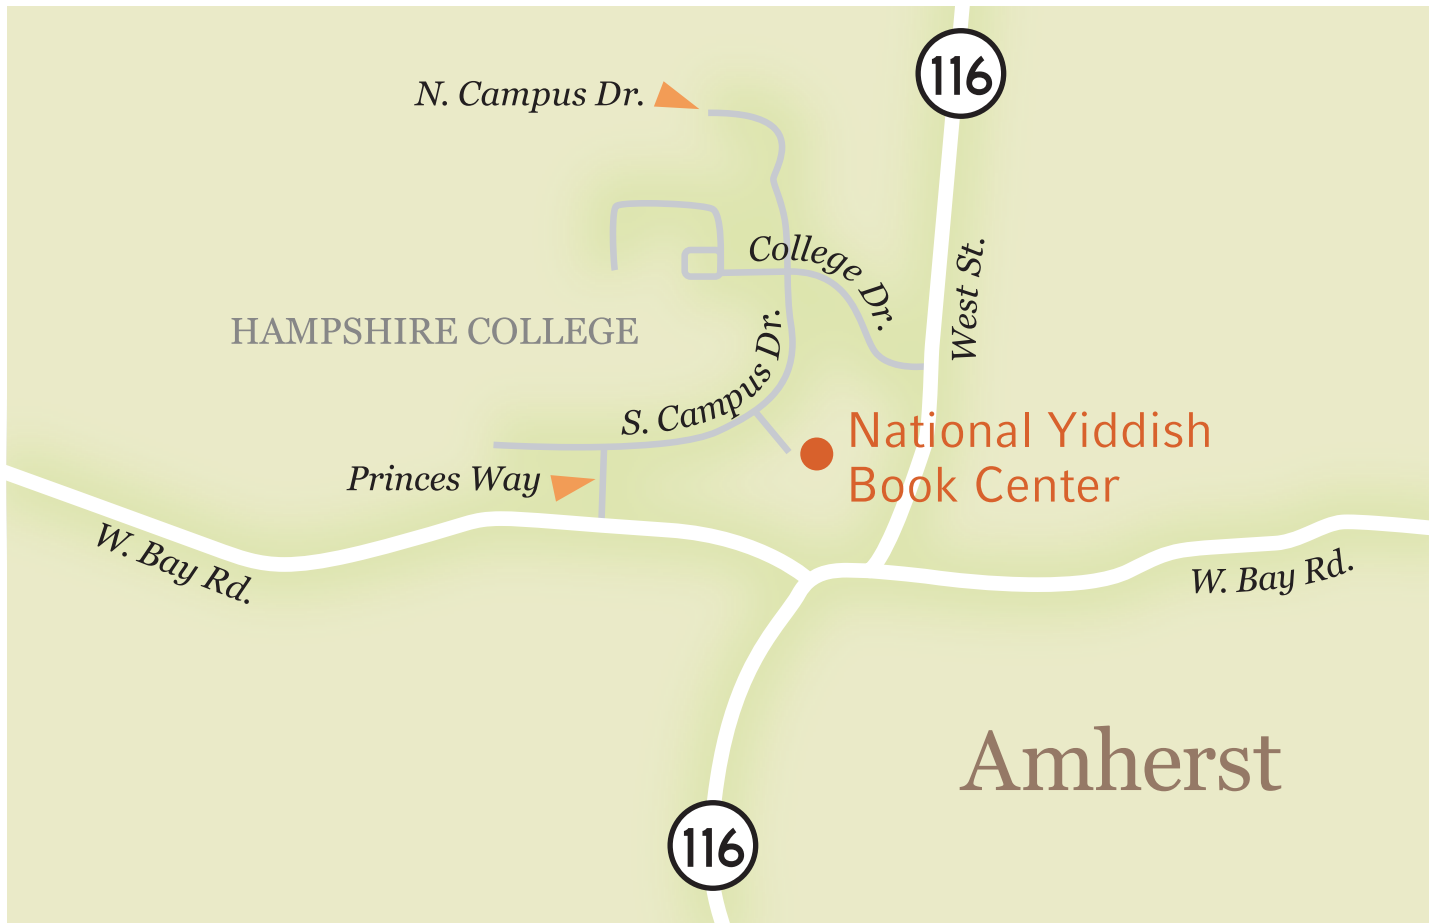 116
N. Campus Dr.
College Dr.
West St.
HAMPSHIRE COLLEGE
S. Campus Dr.
National Yiddish
Book Center
Princes Way
W. Bay Rd.
W. Bay Rd.
Amherst
116